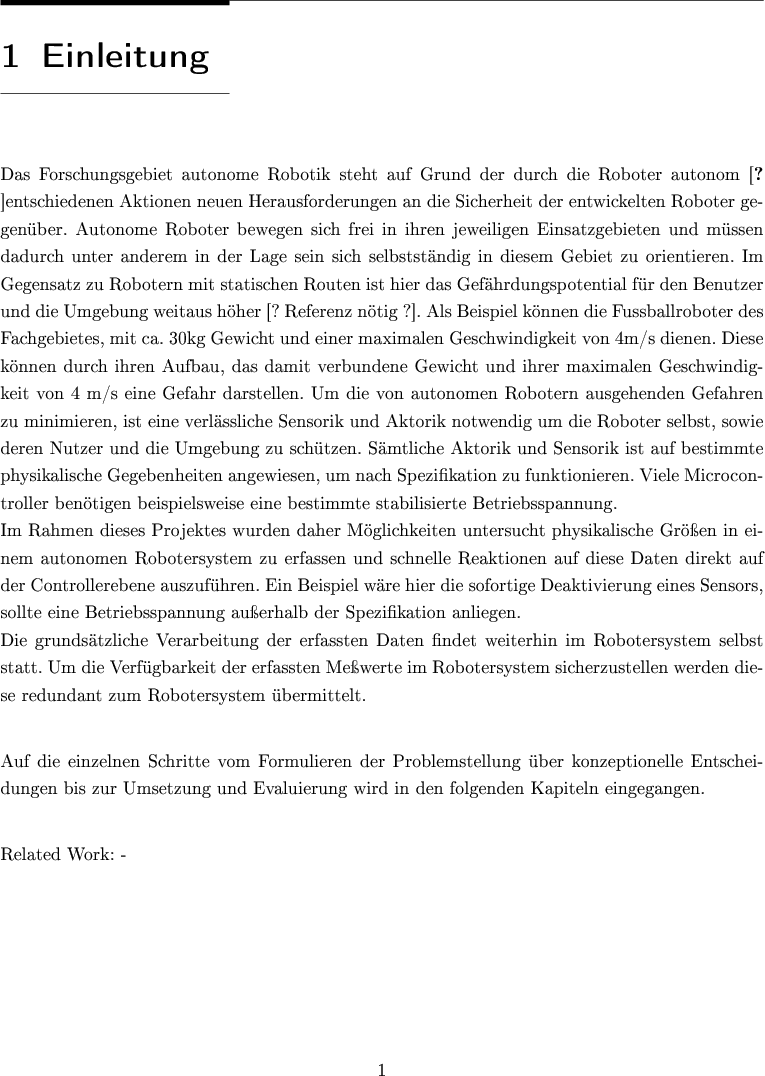 1 Einleitung
Das Forschungsgebiet autonome Robotik steht auf Grund der durch die Roboter autonom [?
]entschiedenen Aktionen neuen Herausforderungen an die Sicherheit der entwickelten Roboter ge-
genüber. Autonome Roboter bewegen sich frei in ihren jeweiligen Einsatzgebieten und müssen
dadurch unter anderem in der Lage sein sich selbstständig in diesem Gebiet zu orientieren. Im
Gegensatz zu Robotern mit statischen Routen ist hier das Gefährdungspotential für den Benutzer
und die Umgebung weitaus höher [? Referenz nötig ?]. Als Beispiel können die Fussballroboter des
Fachgebietes, mit ca. 30kg Gewicht und einer maximalen Geschwindigkeit von 4m/s dienen. Diese
können durch ihren Aufbau, das damit verbundene Gewicht und ihrer maximalen Geschwindig-
keit von 4 m/s eine Gefahr darstellen. Um die von autonomen Robotern ausgehenden Gefahren
zu minimieren, ist eine verlässliche Sensorik und Aktorik notwendig um die Roboter selbst, sowie
deren Nutzer und die Umgebung zu schützen. Sämtliche Aktorik und Sensorik ist auf bestimmte
physikalische Gegebenheiten angewiesen, um nach Spezifikation zu funktionieren. Viele Microcon-
troller benötigen beispielsweise eine bestimmte stabilisierte Betriebsspannung.
Im Rahmen dieses Projektes wurden daher Möglichkeiten untersucht physikalische Größen in ei-
nem autonomen Robotersystem zu erfassen und schnelle Reaktionen auf diese Daten direkt auf
der Controllerebene auszuführen. Ein Beispiel wäre hier die sofortige Deaktivierung eines Sensors,
sollte eine Betriebsspannung außerhalb der Spezifikation anliegen.
Die grundsätzliche Verarbeitung der erfassten Daten findet weiterhin im Robotersystem selbst
statt. Um die Verfügbarkeit der erfassten Meßwerte im Robotersystem sicherzustellen werden die-
se redundant zum Robotersystem übermittelt.
Auf die einzelnen Schritte vom Formulieren der Problemstellung über konzeptionelle Entschei-
dungen bis zur Umsetzung und Evaluierung wird in den folgenden Kapiteln eingegangen.
Related Work: -
1